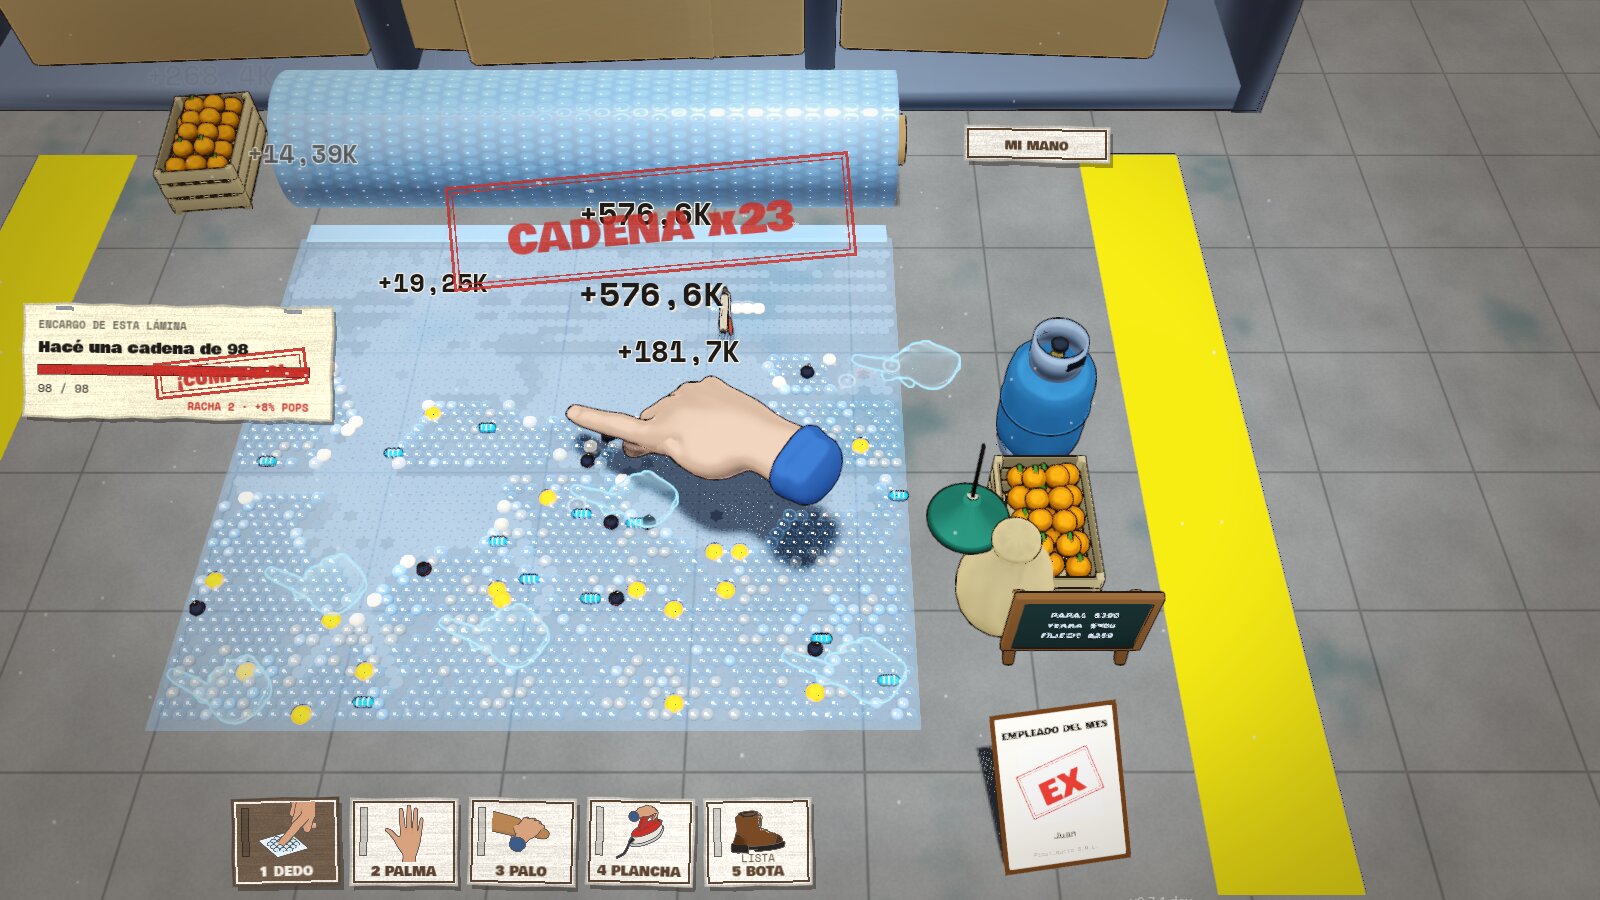 +268.4K
+14,39K
MI MANO
+576,6K
CADENA x23
+19,25K
+576,6K
+181,7K
ENCARGO DE ESTA LÁMINA
Hacé una cadena de 98
98 / 98
RACHA 2 · +8% POPS
EMPLEADO DEL MES
EX
Juan
1 DEDO
2 PALMA
3 PALO
4 PLANCHA
LISTA
5 BOTA